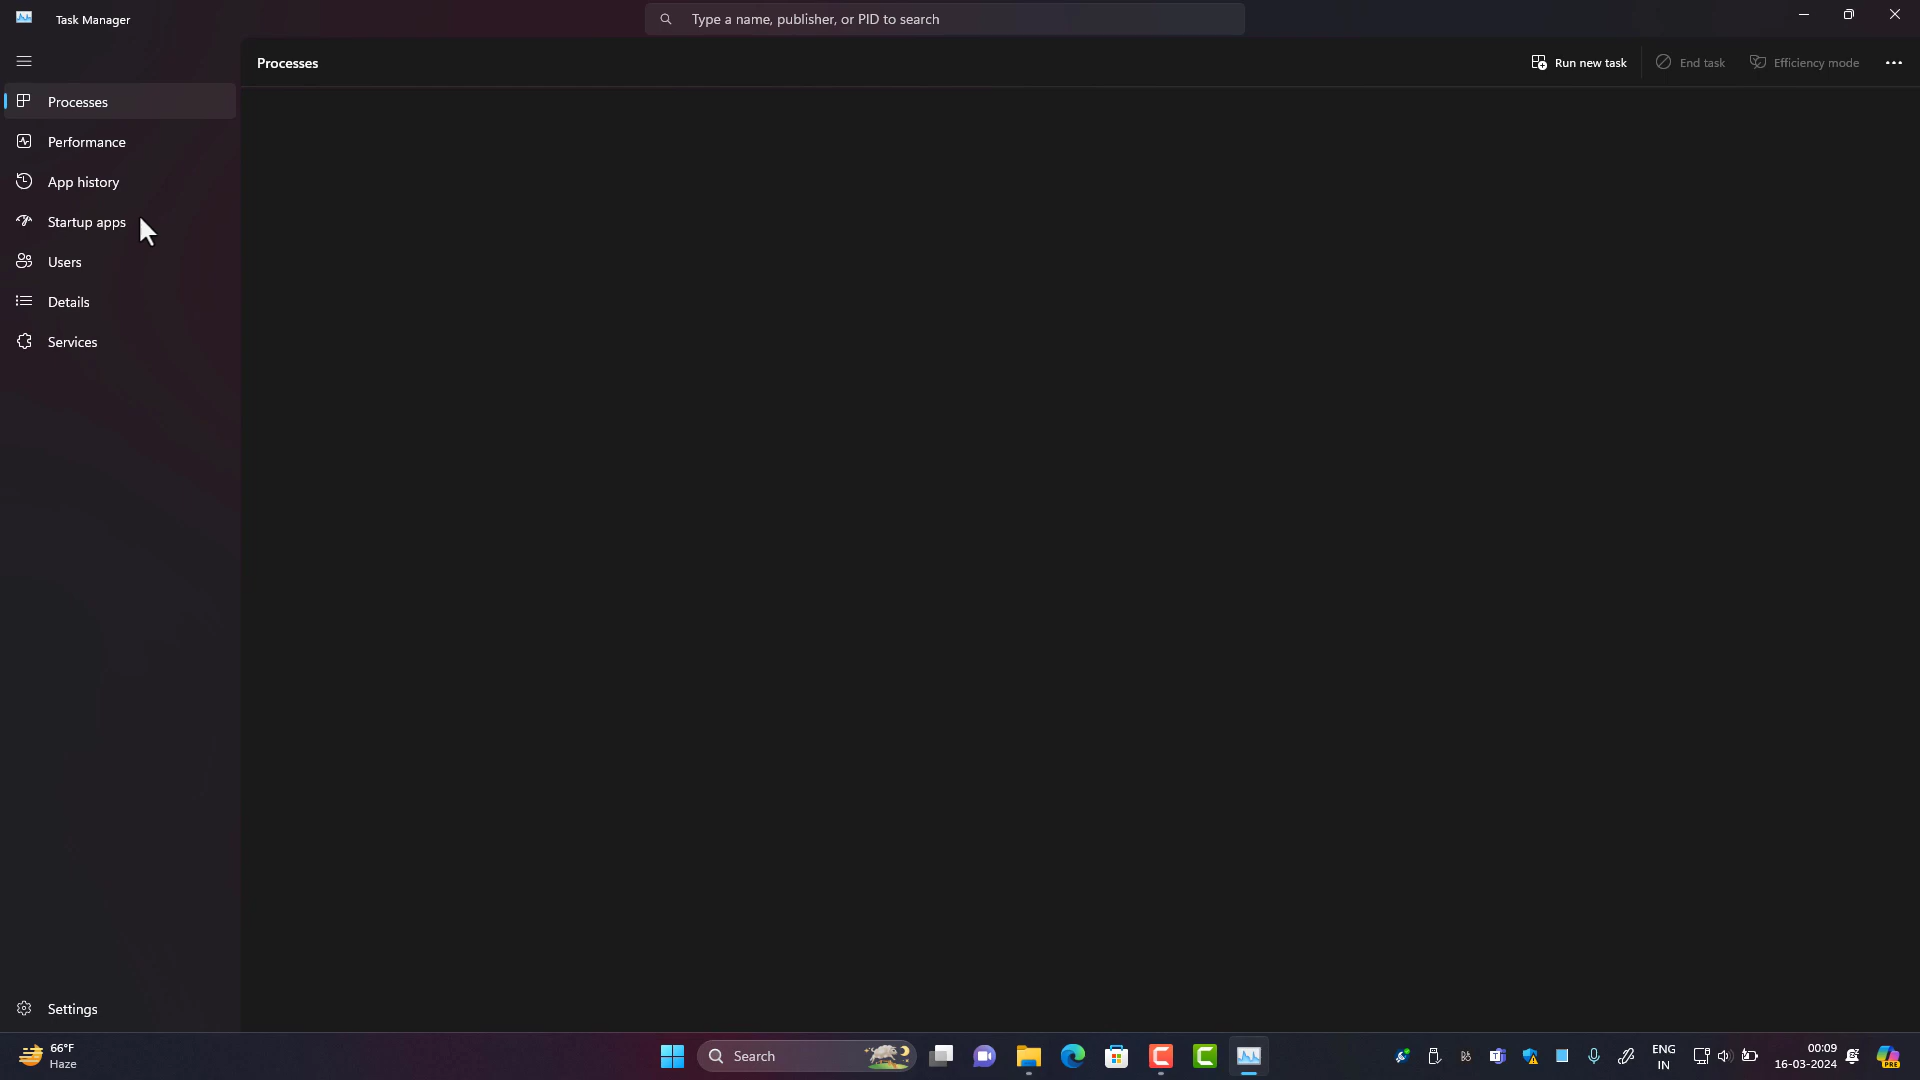 Task Manager
Type a name, publisher, or PID to search
Processes
Run new task
End task
Efficiency mode
Processes
Performance
App history
Startup apps
Users
Details
Services
Settings
66°F
Haze
Search
ENG
IN
00:09
16-03-2024
PRE